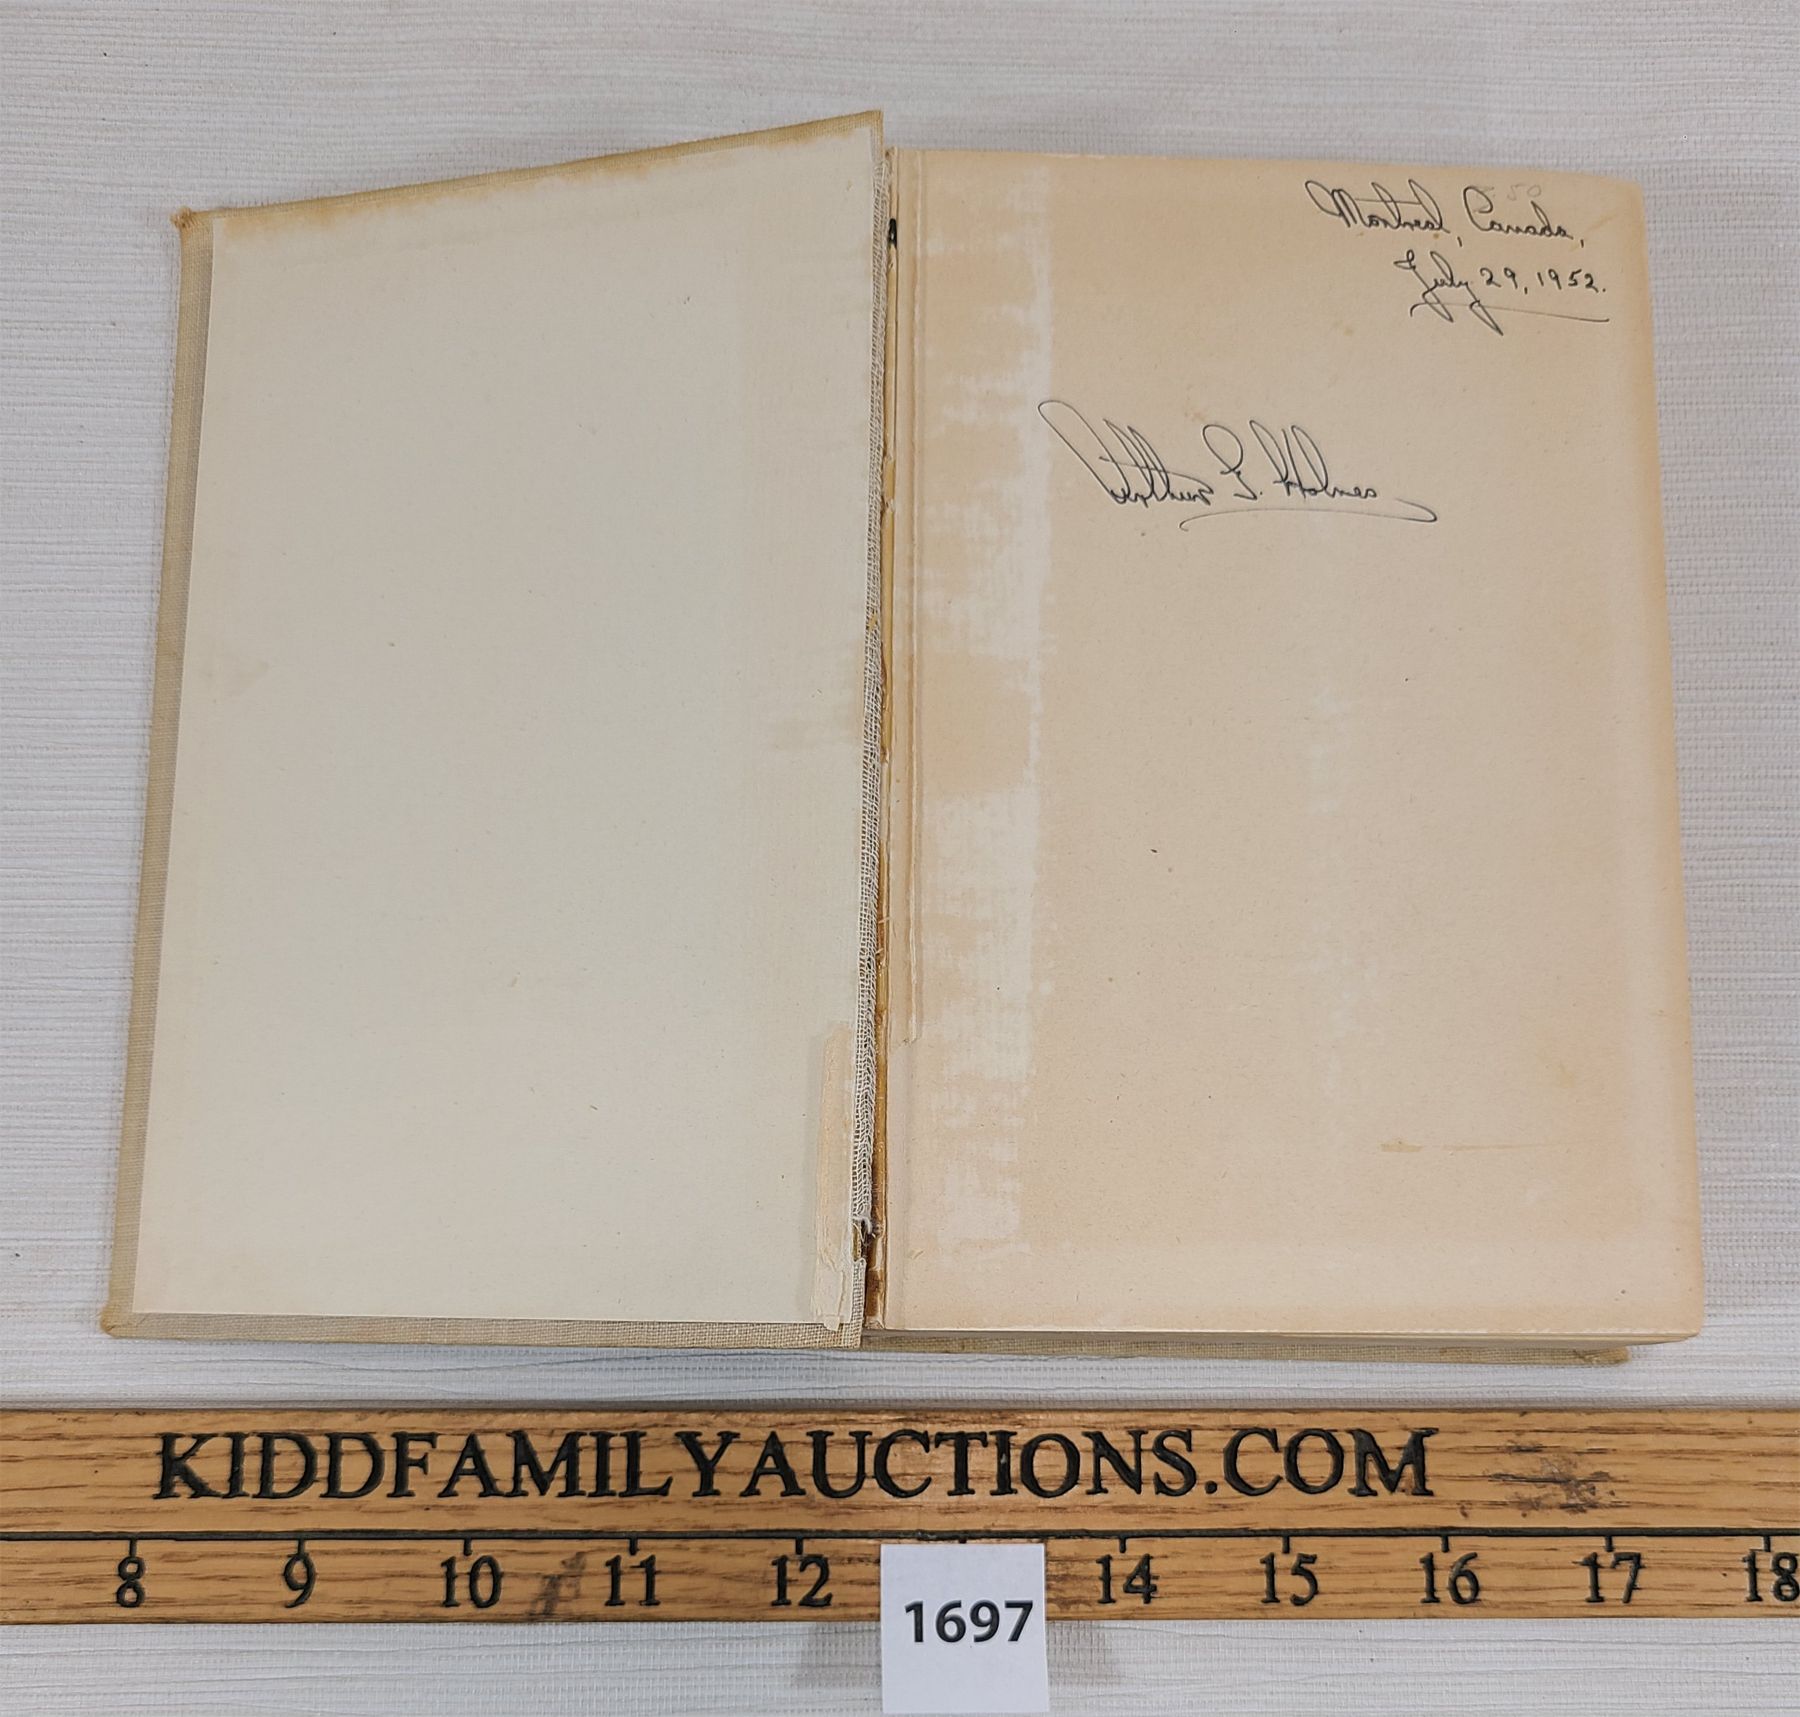 50
Montreal, Canada,
July 29, 1952.
E. Holmes
KIDDFAMILYAUCTIONS.COM
8 9 10 11 12 14 15 16 17 18
1697